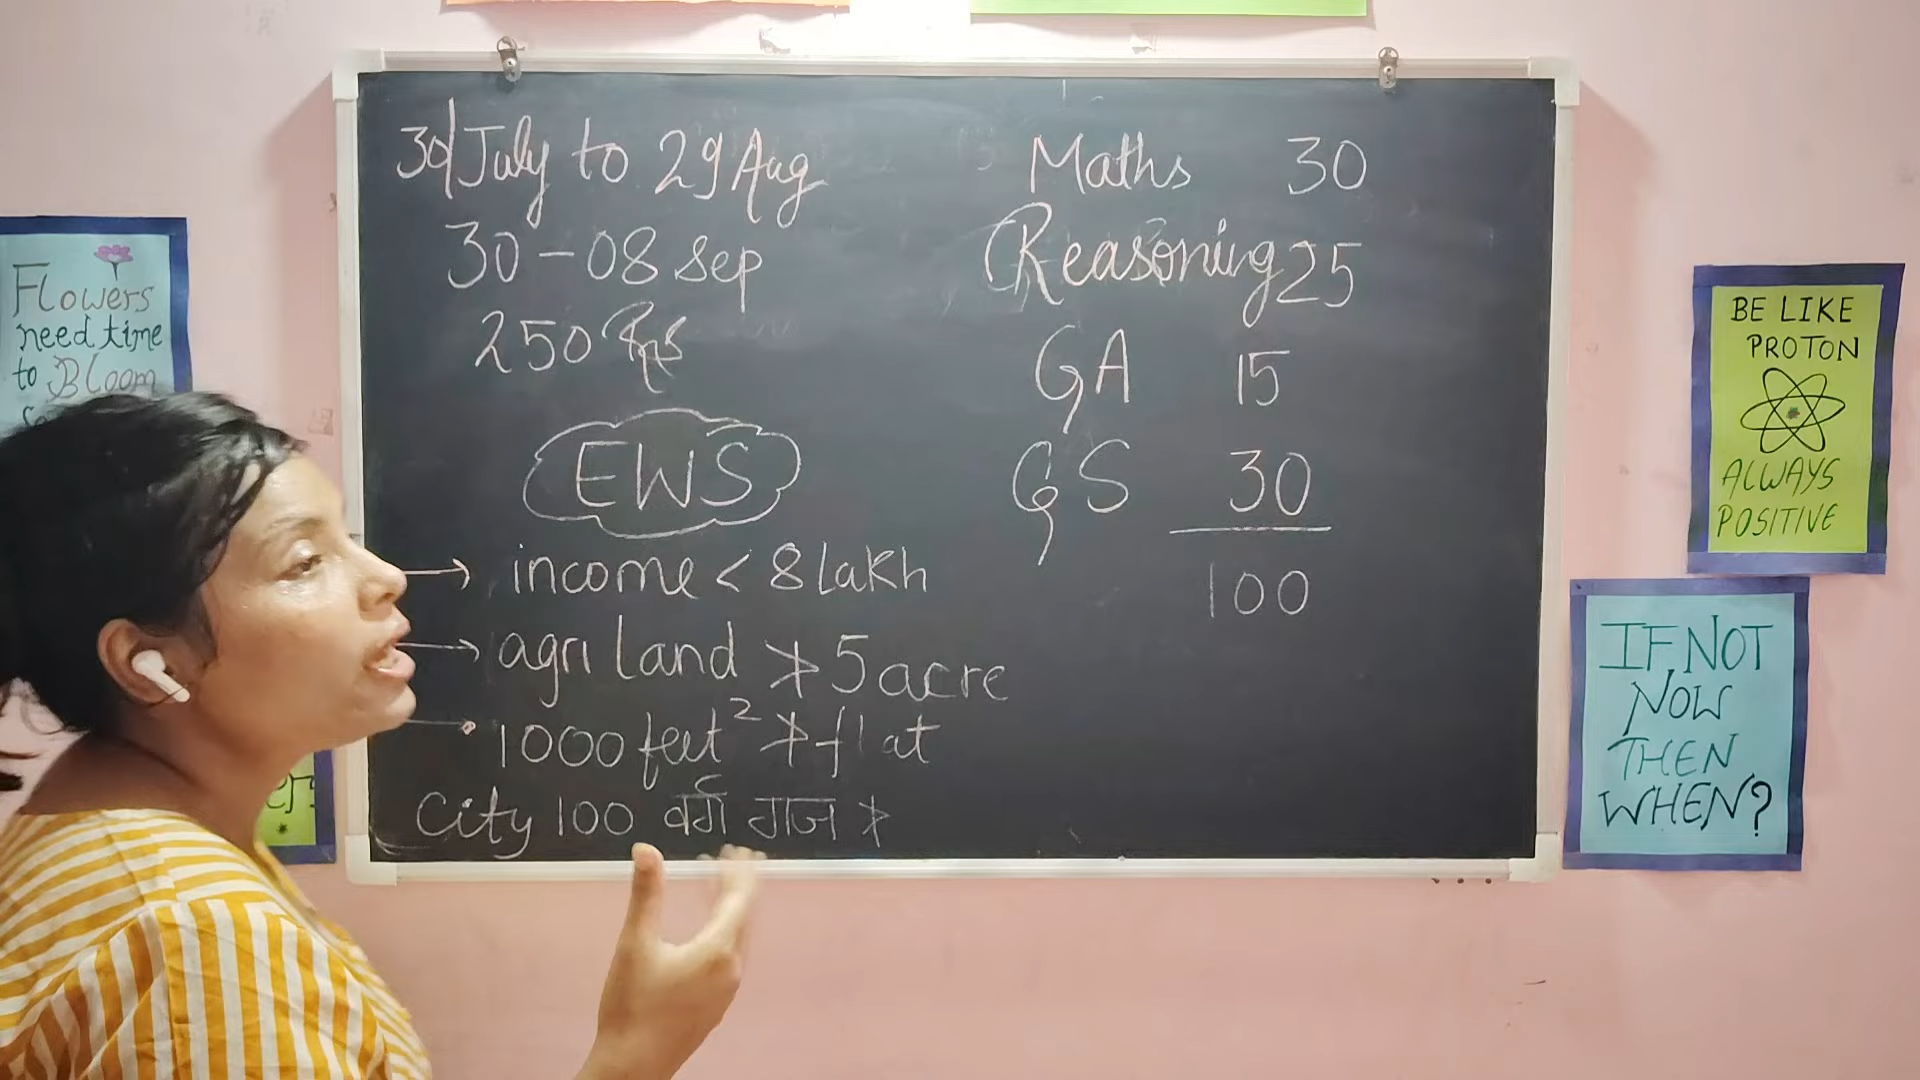 30 July to 29 Aug
30-08 Sep
250
EWS
→ income < 8 Lakh
→ agri land ≯ 5 acre
1000 feet² ≯ flat
City 100 वर्ग गज ≯
Maths 30
Reasoning 25
GA 15
GS 30
100
Flowers
need time
to Bloom
BE LIKE
PROTON
ALWAYS
POSITIVE
IF NOT
NOW
THEN
WHEN?